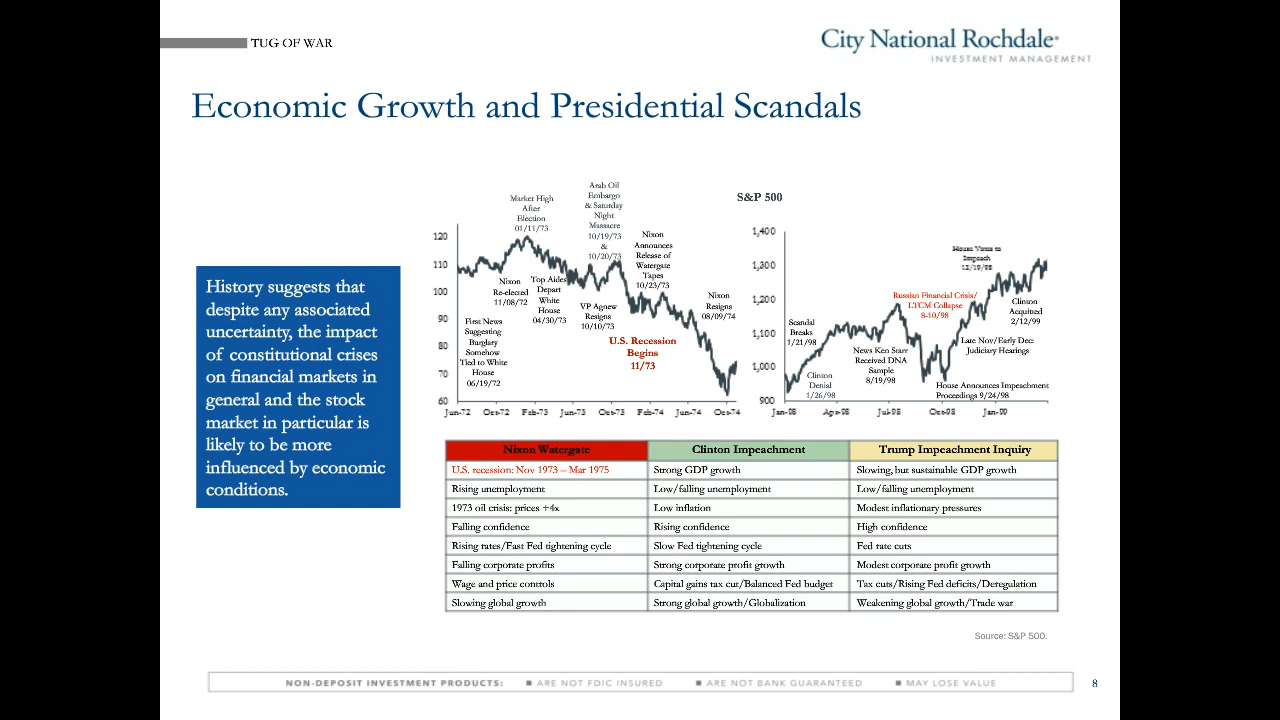 TUG OF WAR
City National Rochdale
INVESTMENT MANAGEMENT
Economic Growth and Presidential Scandals
History suggests that
despite any associated
uncertainty, the impact
of constitutional crises
on financial markets in
general and the stock
market in particular is
likely to be more
influenced by economic
conditions.
S&P 500
120
110
100
90
80
70
60
Jun-72 Oct-72 Feb-73 Jun-73 Oct-73 Feb-74 Jun-74 Oct-74
First News
Suggesting
Burglary
Somehow
Tied to White
House
06/19/72
Nixon
Re-elected
11/08/72
Market High
After
Election
01/11/73
Top Aides
Depart
White
House
04/30/73
VP Agnew
Resigns
10/10/73
Arab Oil
Embargo
& Saturday
Night
Massacre
10/19/73
&
10/20/73
Nixon
Announces
Release of
Watergate
Tapes
10/23/73
U.S. Recession
Begins
11/73
Nixon
Resigns
08/09/74
1,400
1,300
1,200
1,100
1,000
900
Jan-98 Apr-98 Jul-98 Oct-98 Jan-99
Scandal
Breaks
1/21/98
Clinton
Denial
1/26/98
News Ken Starr
Received DNA
Sample
8/19/98
Russian Financial Crisis/
LTCM Collapse
8-10/98
House Announces Impeachment
Proceedings 9/24/98
Late Nov/Early Dec:
Judiciary Hearings
House Votes to
Impeach
12/19/98
Clinton
Acquitted
2/12/99
Nixon Watergate Clinton Impeachment Trump Impeachment Inquiry
U.S. recession: Nov 1973 – Mar 1975 Strong GDP growth Slowing, but sustainable GDP growth
Rising unemployment Low/falling unemployment Low/falling unemployment
1973 oil crisis: prices +4x Low inflation Modest inflationary pressures
Falling confidence Rising confidence High confidence
Rising rates/Fast Fed tightening cycle Slow Fed tightening cycle Fed rate cuts
Falling corporate profits Strong corporate profit growth Modest corporate profit growth
Wage and price controls Capital gains tax cut/Balanced Fed budget Tax cuts/Rising Fed deficits/Deregulation
Slowing global growth Strong global growth/Globalization Weakening global growth/Trade war
Source: S&P 500.
NON-DEPOSIT INVESTMENT PRODUCTS: ■ ARE NOT FDIC INSURED ■ ARE NOT BANK GUARANTEED ■ MAY LOSE VALUE
8